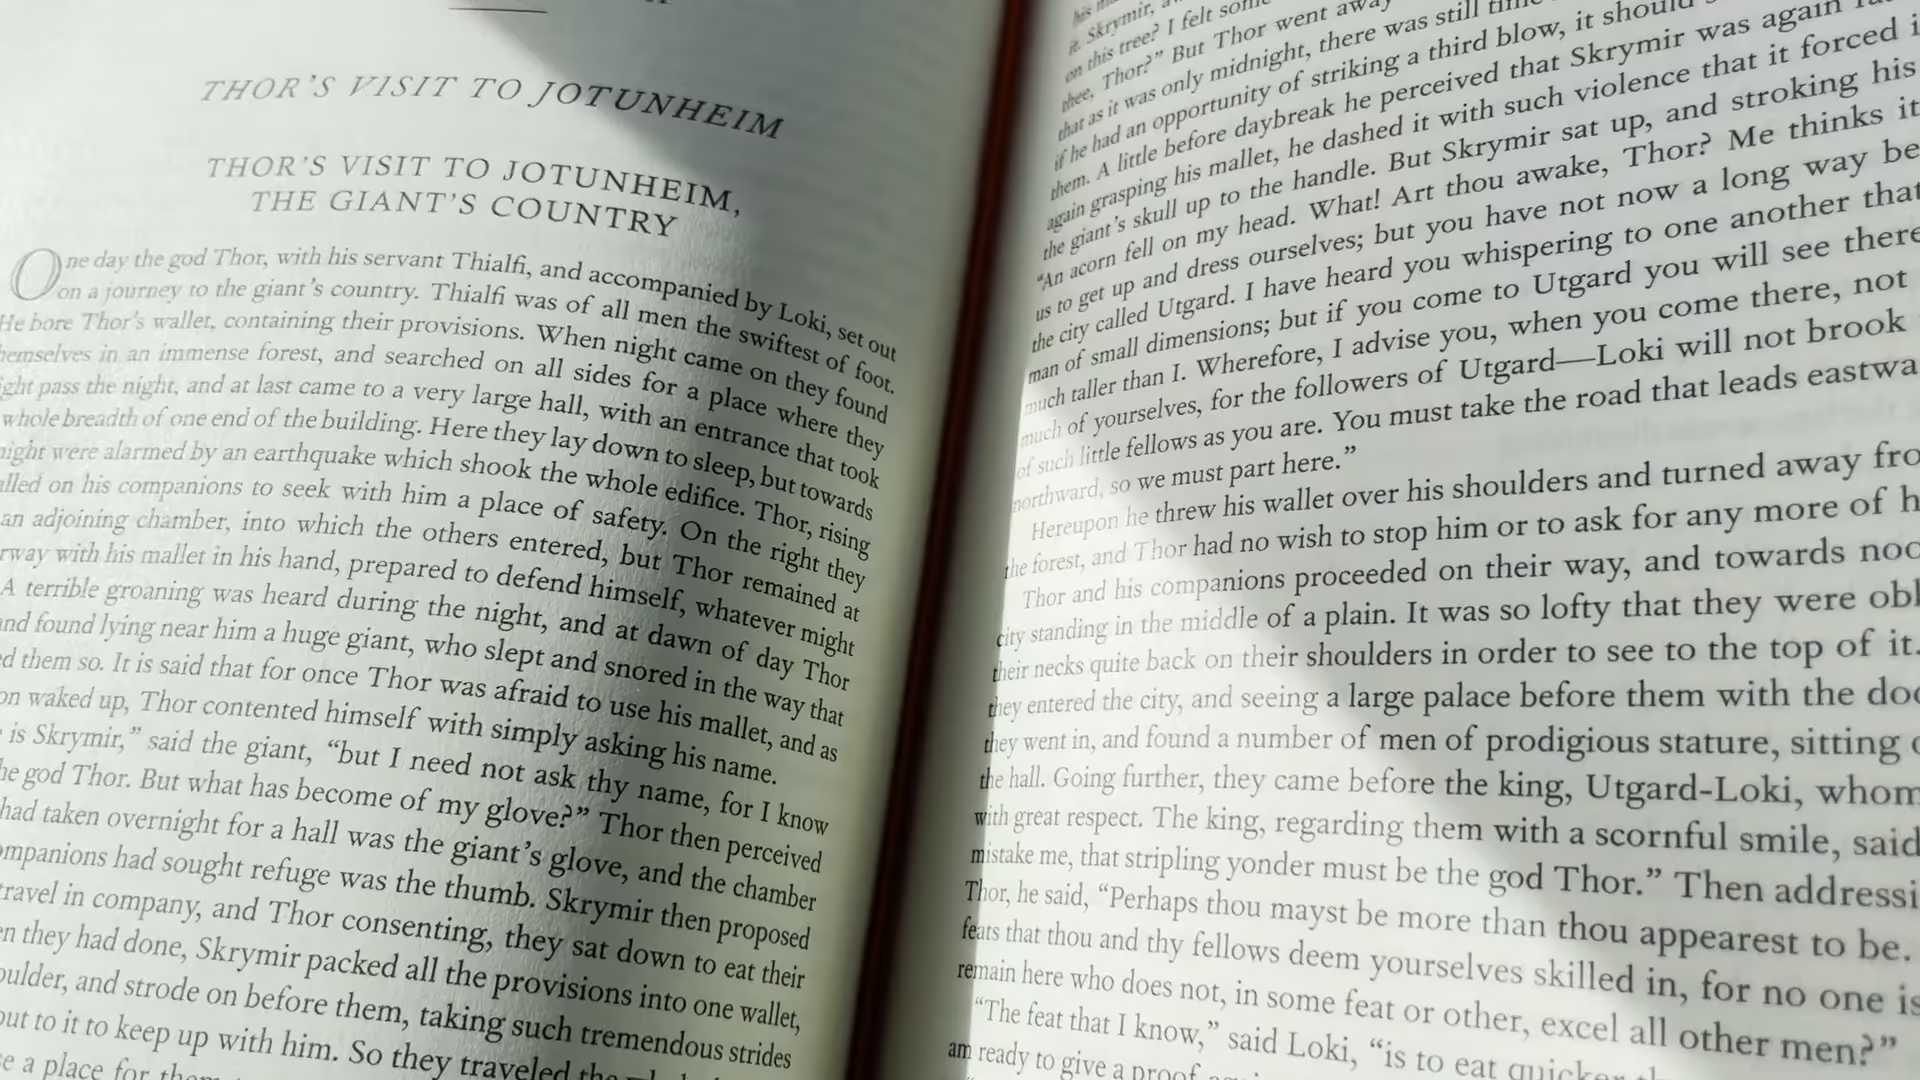 THOR'S VISIT TO JOTUNHEIM
THOR'S VISIT TO JOTUNHEIM,
THE GIANT'S COUNTRY
One day the god Thor, with his servant Thialfi, and accompanied by Loki, set out
on a journey to the giant's country. Thialfi was of all men the swiftest of foot.
He bore Thor's wallet, containing their provisions. When night came on they found
hemselves in an immense forest, and searched on all sides for a place where they
ight pass the night, and at last came to a very large hall, with an entrance that took
whole breadth of one end of the building. Here they lay down to sleep, but towards
night were alarmed by an earthquake which shook the whole edifice. Thor, rising
lled on his companions to seek with him a place of safety. On the right they
an adjoining chamber, into which the others entered, but Thor remained at
rway with his mallet in his hand, prepared to defend himself, whatever might
A terrible groaning was heard during the night, and at dawn of day Thor
and found lying near him a huge giant, who slept and snored in the way that
ed them so. It is said that for once Thor was afraid to use his mallet, and as
on waked up, Thor contented himself with simply asking his name.
is Skrymir,” said the giant, “but I need not ask thy name, for I know
he god Thor. But what has become of my glove?” Thor then perceived
had taken overnight for a hall was the giant's glove, and the chamber
ompanions had sought refuge was the thumb. Skrymir then proposed
travel in company, and Thor consenting, they sat down to eat their
en they had done, Skrymir packed all the provisions into one wallet,
oulder, and strode on before them, taking such tremendous strides
out to it to keep up with him. So they traveled the
e a place for
it. Skrymir,
on this tree? I felt
thee, Thor?” But Thor went away
that as it was only midnight, there was still time
if he had an opportunity of striking a third blow, it should
them. A little before daybreak he perceived that Skrymir was again
again grasping his mallet, he dashed it with such violence that it forced i
the giant's skull up to the handle. But Skrymir sat up, and stroking his
“An acorn fell on my head. What! Art thou awake, Thor? Me thinks it
us to get up and dress ourselves; but you have not now a long way be
the city called Utgard. I have heard you whispering to one another that
man of small dimensions; but if you come to Utgard you will see there
much taller than I. Wherefore, I advise you, when you come there, not
much of yourselves, for the followers of Utgard—Loki will not brook
of such little fellows as you are. You must take the road that leads eastwa
northward, so we must part here.”
Hereupon he threw his wallet over his shoulders and turned away fro
the forest, and Thor had no wish to stop him or to ask for any more of h
Thor and his companions proceeded on their way, and towards noo
city standing in the middle of a plain. It was so lofty that they were obl
their necks quite back on their shoulders in order to see to the top of it.
they entered the city, and seeing a large palace before them with the doo
they went in, and found a number of men of prodigious stature, sitting o
the hall. Going further, they came before the king, Utgard-Loki, whom
with great respect. The king, regarding them with a scornful smile, said
mistake me, that stripling yonder must be the god Thor.” Then addressi
Thor, he said, “Perhaps thou mayst be more than thou appearest to be.
feats that thou and thy fellows deem yourselves skilled in, for no one is
remain here who does not, in some feat or other, excel all other men?”
“The feat that I know,” said Loki, “is to eat quicker
am ready to give a proof